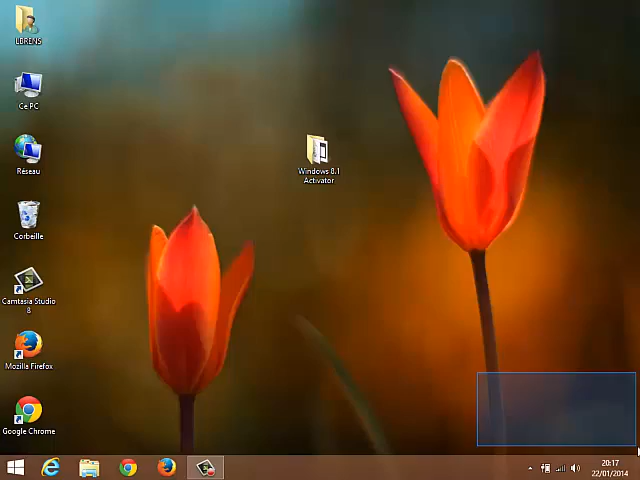 LBRENS
Ce PC
Réseau
Corbeille
Camtasia Studio
8
Mozilla Firefox
Google Chrome
Windows 8.1
Activator
20:17
22/01/2014